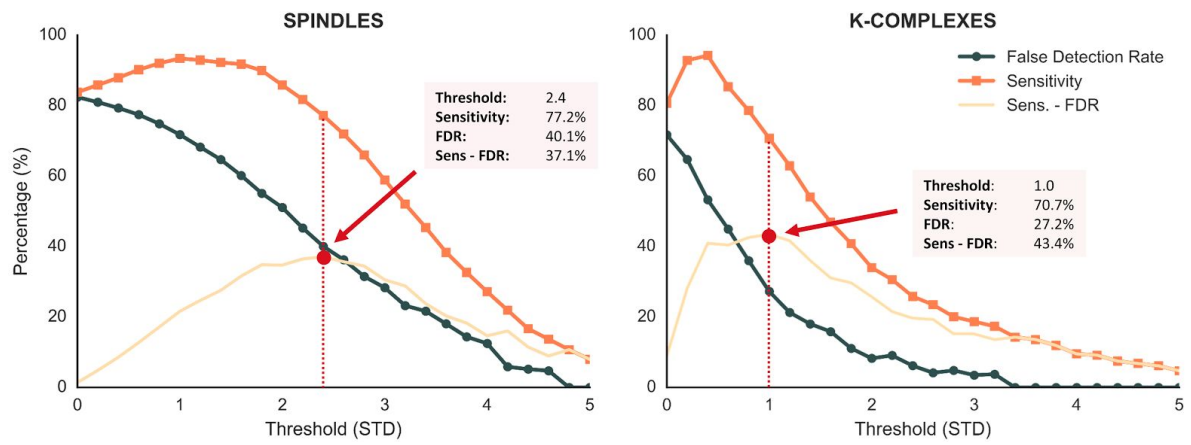 SPINDLES
100
80
60
40
20
0
0
1
2
3
4
5
Percentage (%)
Threshold (STD)
Threshold: 2.4
Sensitivity: 77.2%
FDR: 40.1%
Sens - FDR: 37.1%
K-COMPLEXES
100
80
60
40
20
0
0
1
2
3
4
5
Threshold (STD)
False Detection Rate
Sensitivity
Sens. - FDR
Threshold: 1.0
Sensitivity: 70.7%
FDR: 27.2%
Sens - FDR: 43.4%